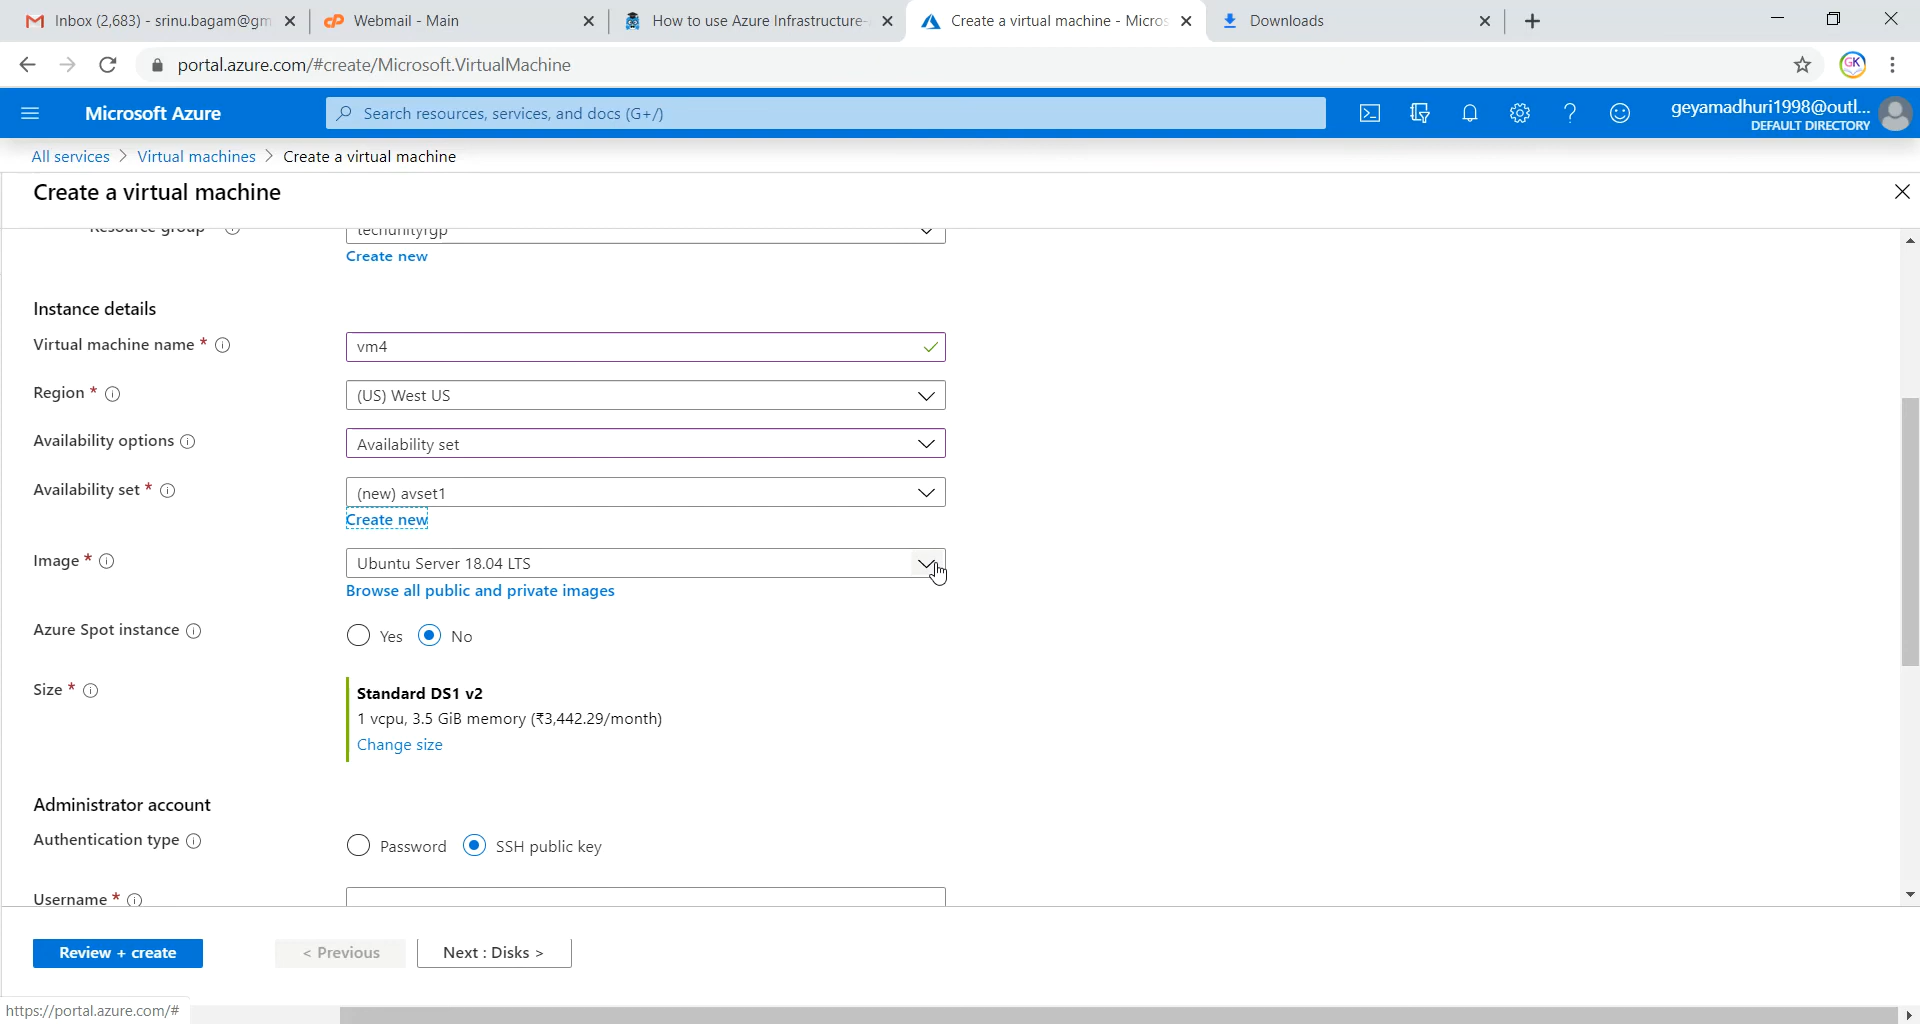 Inbox (2,683) - srinu.bagam@gm
Webmail - Main
How to use Azure Infrastructure-
Create a virtual machine - Micros
Downloads
portal.azure.com/#create/Microsoft.VirtualMachine
GK
Microsoft Azure
Search resources, services, and docs (G+/)
geyamadhuri1998@outl...
DEFAULT DIRECTORY
All services > Virtual machines > Create a virtual machine
Create a virtual machine
Resource group
techunityrgp
Create new
Instance details
Virtual machine name *
vm4
Region *
(US) West US
Availability options
Availability set
Availability set *
(new) avset1
Create new
Image *
Ubuntu Server 18.04 LTS
Browse all public and private images
Azure Spot instance
Yes
No
Size *
Standard DS1 v2
1 vcpu, 3.5 GiB memory (₹3,442.29/month)
Change size
Administrator account
Authentication type
Password
SSH public key
Username *
Review + create
< Previous
Next : Disks >
https://portal.azure.com/#